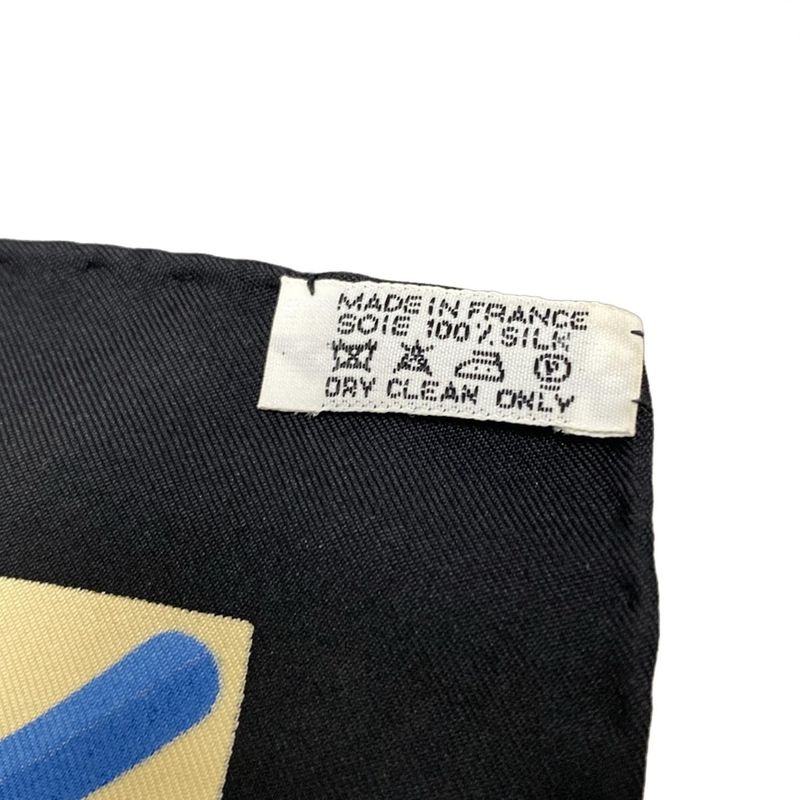 MADE IN FRANCE
SOIE 100% SILK
DRY CLEAN ONLY